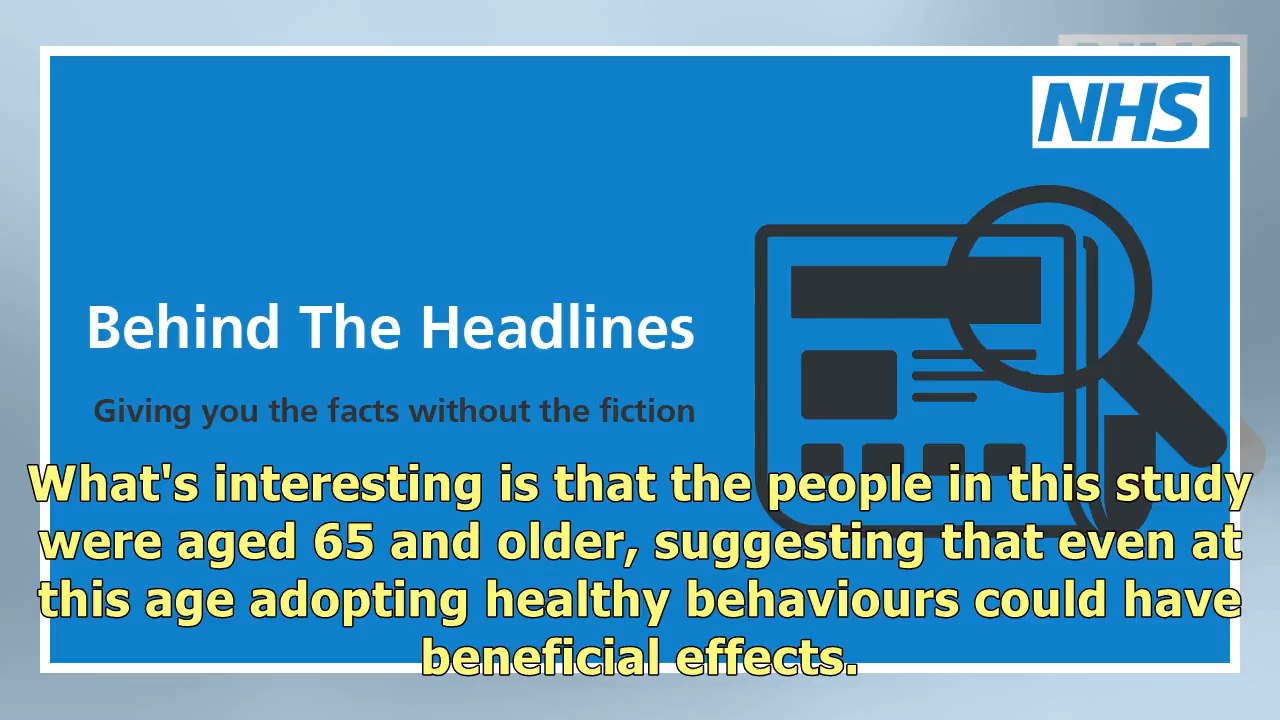 NHS
Behind The Headlines
Giving you the facts without the fiction
What's interesting is that the people in this study
were aged 65 and older, suggesting that even at
this age adopting healthy behaviours could have
beneficial effects.